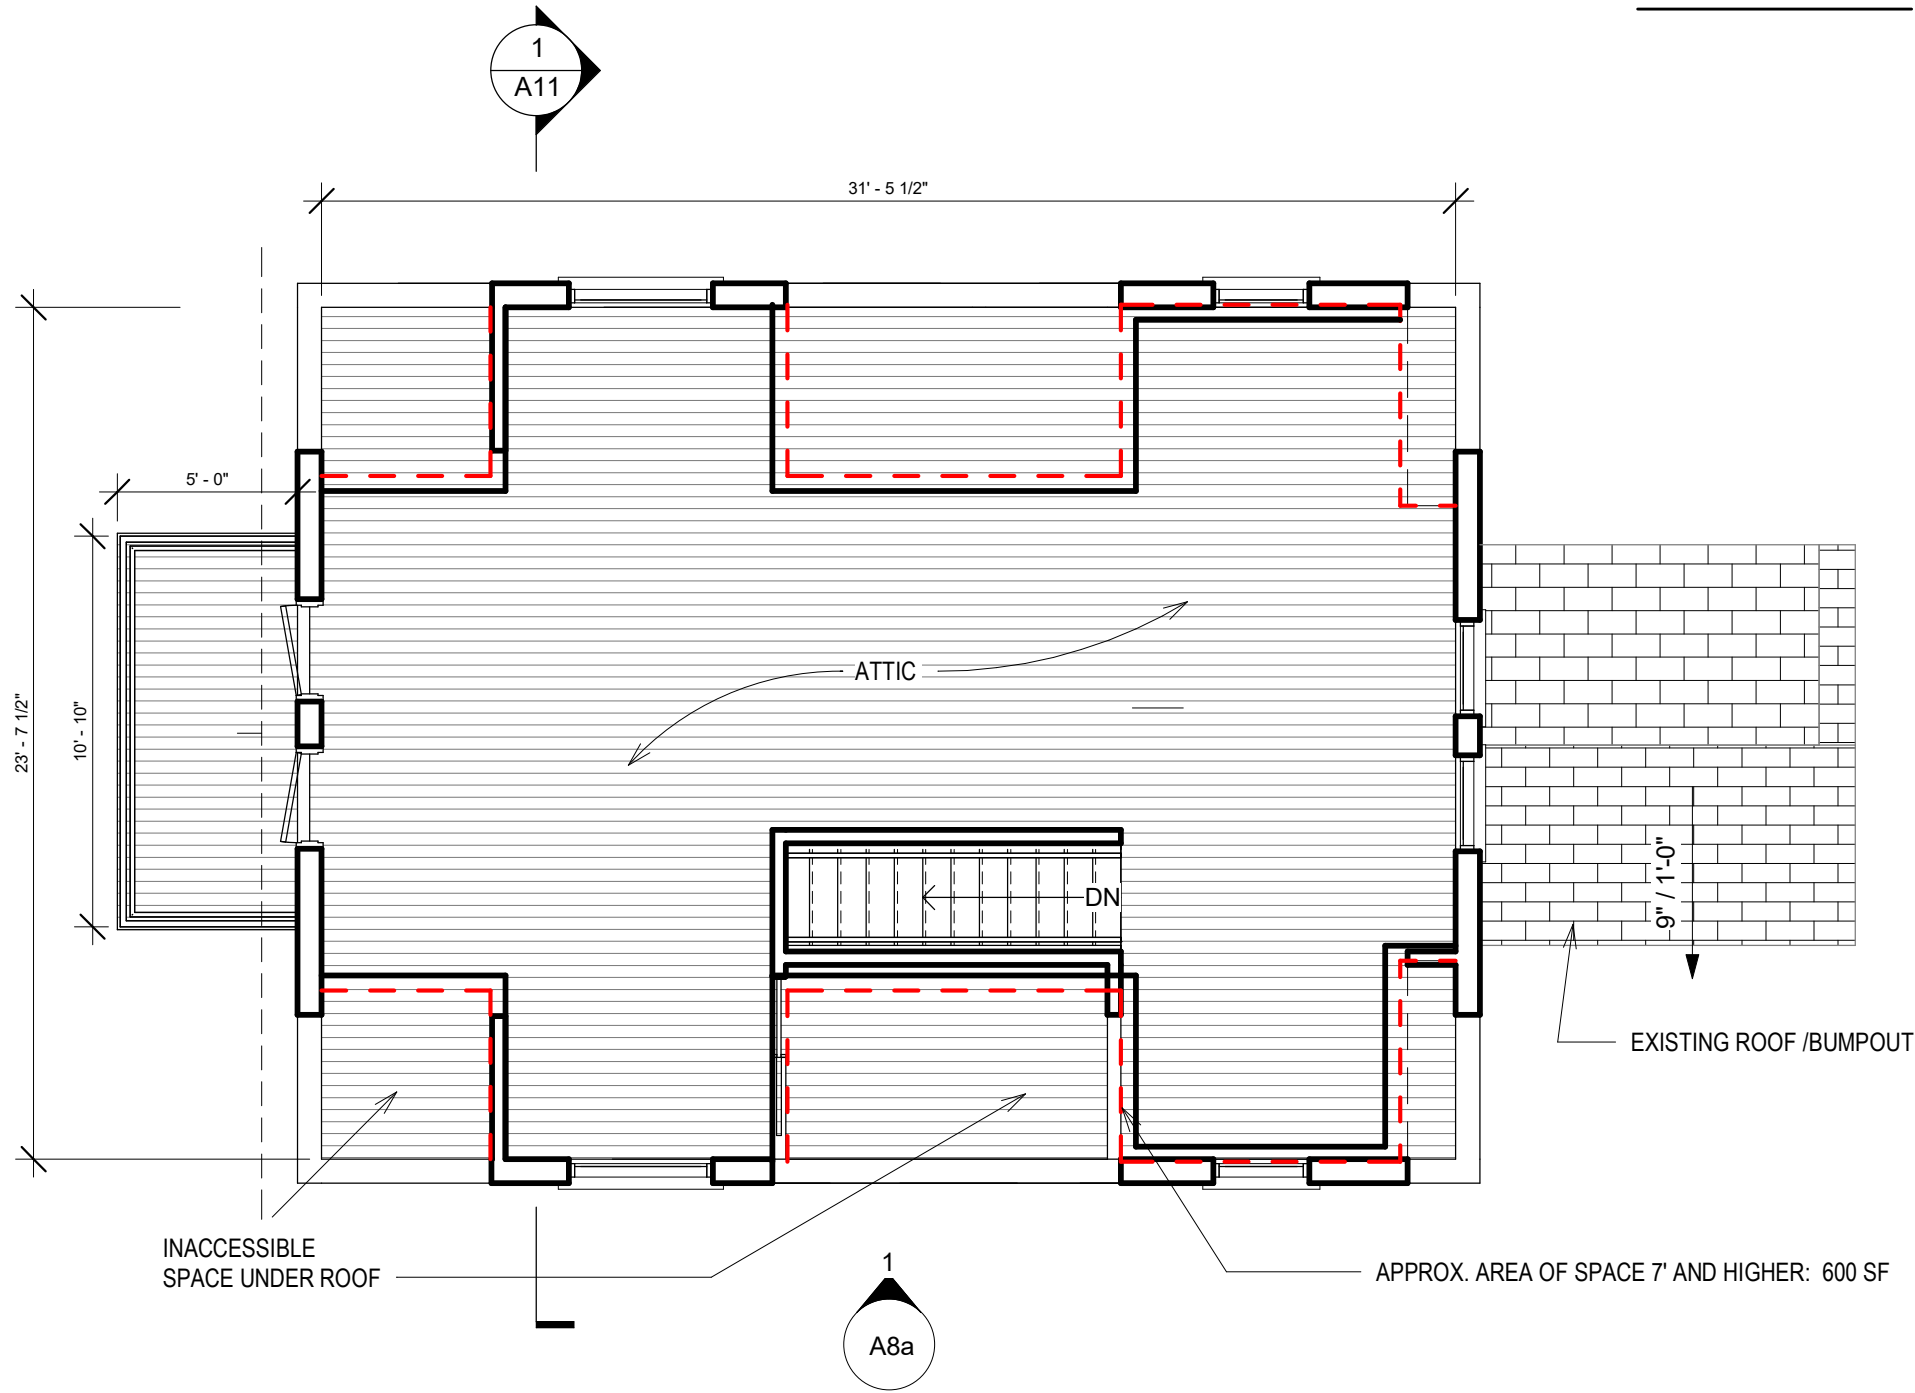 1
A11
31' - 5 1/2"
5' - 0"
23' - 7 1/2"
10' - 10"
ATTIC
DN
9" / 1'-0"
EXISTING ROOF /BUMPOUT
INACCESSIBLE
SPACE UNDER ROOF
APPROX. AREA OF SPACE 7' AND HIGHER: 600 SF
1
A8a